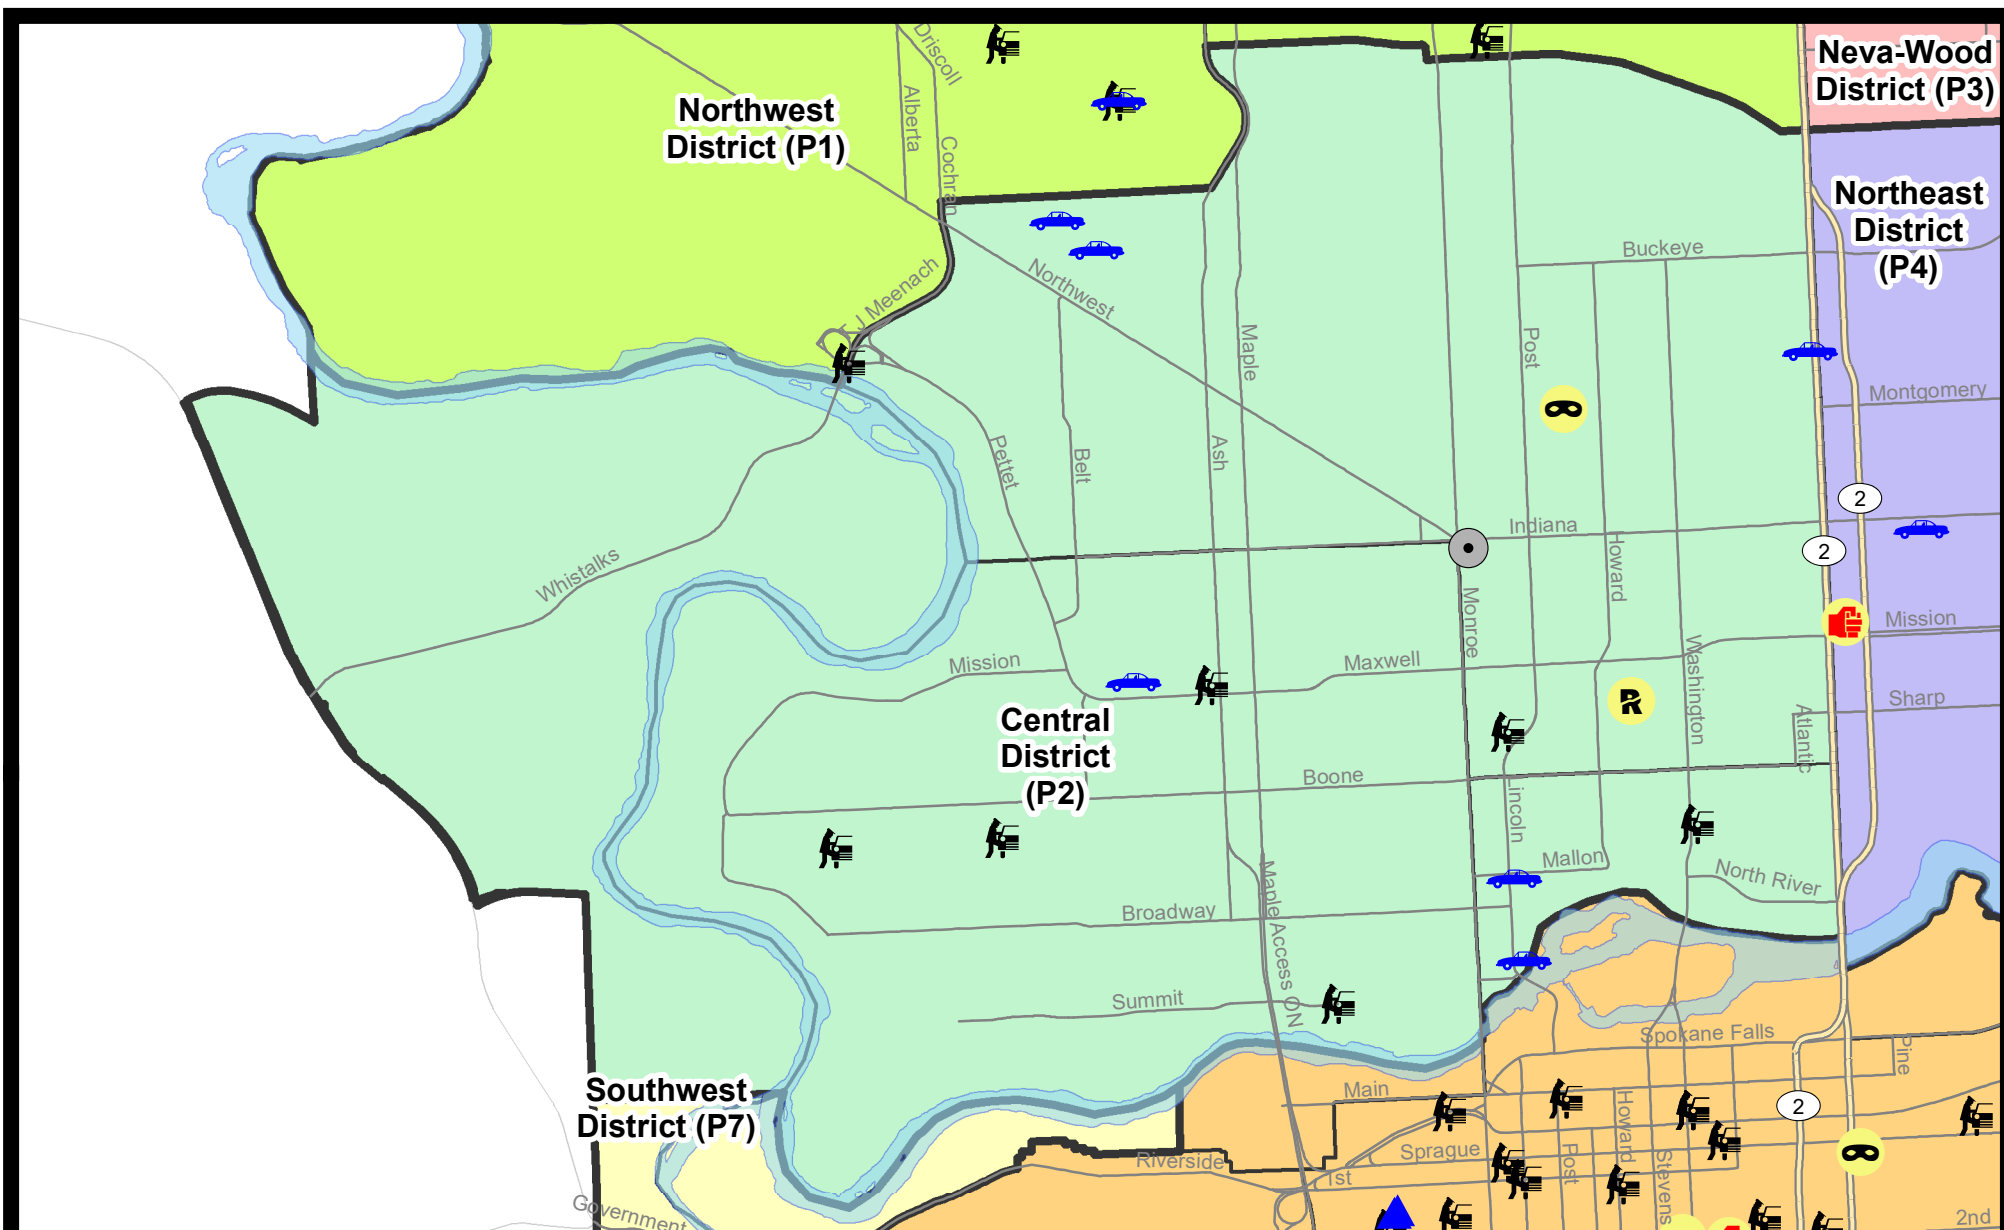 Driscoll
Neva-Wood
District (P3)
Northwest
District (P1)
Alberta
Cochran
Northeast
District
(P4)
Buckeye
T J Meenach
Northwest
Maple
Post
Montgomery
Pettet
Belt
Ash
2
Indiana
2
Howard
Whistalks
Monroe
Mission
Washington
Mission
Maxwell
Sharp
Central
District
(P2)
Atlantic
Boone
Lincoln
Mallon
North River
Broadway
Maple Access ON
R
Summit
Spokane Falls
Pine
Southwest
District (P7)
Main
2
Howard
Sprague
Post
Riverside
Stevens
1st
Government
2nd